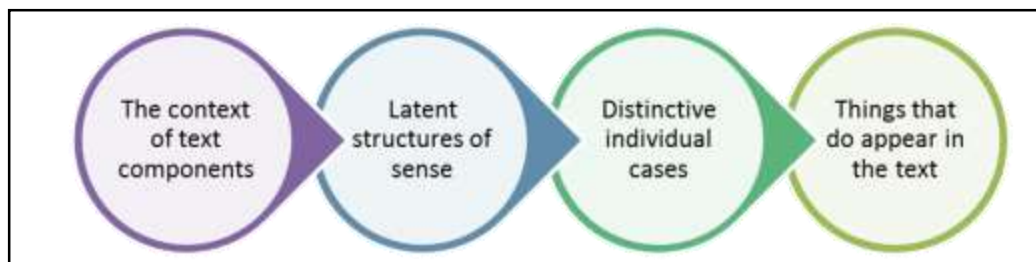 The context
of text
components
Latent
structures of
sense
Distinctive
individual
cases
Things that
do appear in
the text